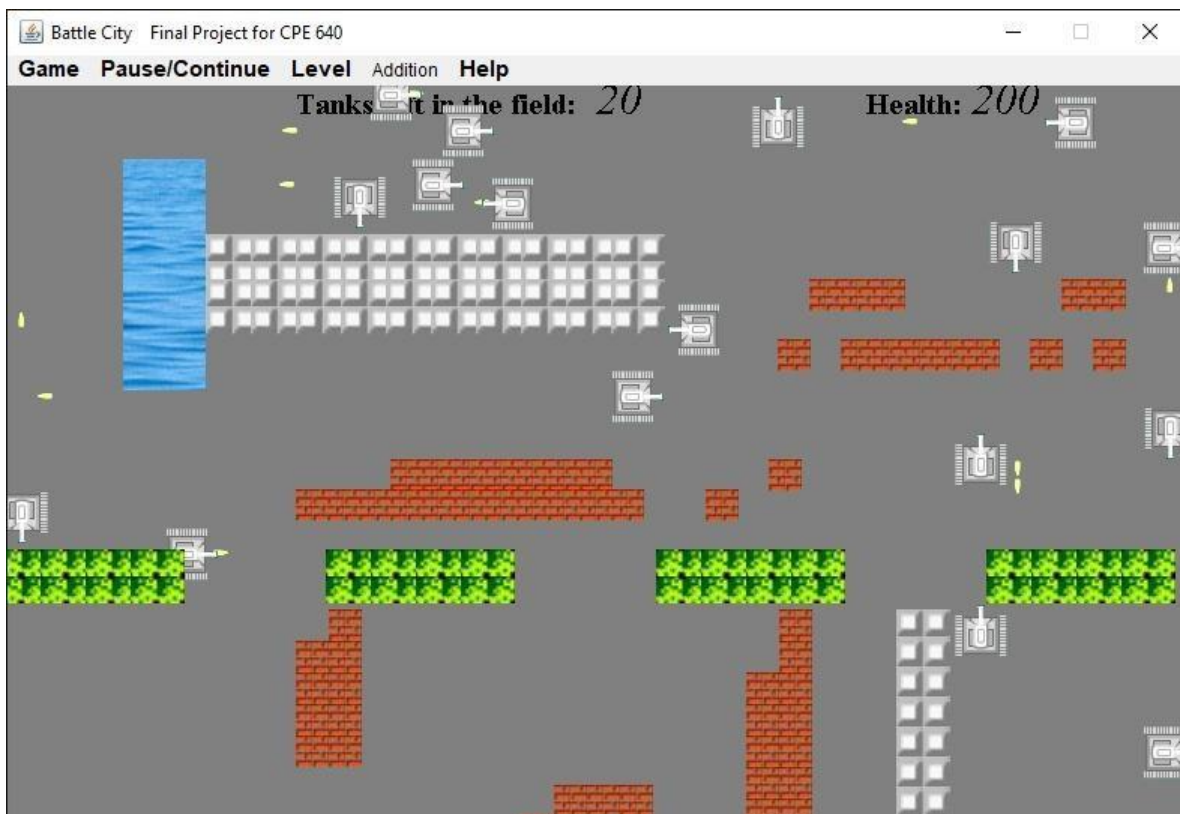 Battle City Final Project for CPE 640
Game Pause/Continue Level Addition Help
Tanks in the field: 20 Health: 200